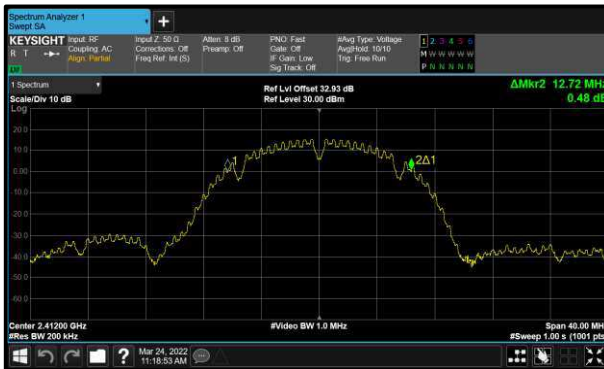 Spectrum Analyzer 1
Swept SA
KEYSIGHT
R T
Input: RF
Coupling: AC
Align: Partial
Input Z: 50 Ω
Corrections: Off
Freq Ref: Int (S)
Atten: 8 dB
Preamp: Off
PNO: Fast
Gate: Off
IF Gain: Low
Sig Track: Off
#Avg Type: Voltage
Avg|Hold: 10/10
Trig: Free Run
1 2 3 4 5 6
M W W W W W
P N N N N N
1 Spectrum
Scale/Div 10 dB
Ref Lvl Offset 32.93 dB
Ref Level 30.00 dBm
ΔMkr2 12.72 MHz
0.48 dB
Log
20.0
10.0
0.00
-10.0
-20.0
-30.0
-40.0
-50.0
-60.0
1
2Δ1
Center 2.41200 GHz
#Res BW 200 kHz
#Video BW 1.0 MHz
Span 40.00 MHz
#Sweep 1.00 s (1001 pts)
Mar 24, 2022
11:18:53 AM